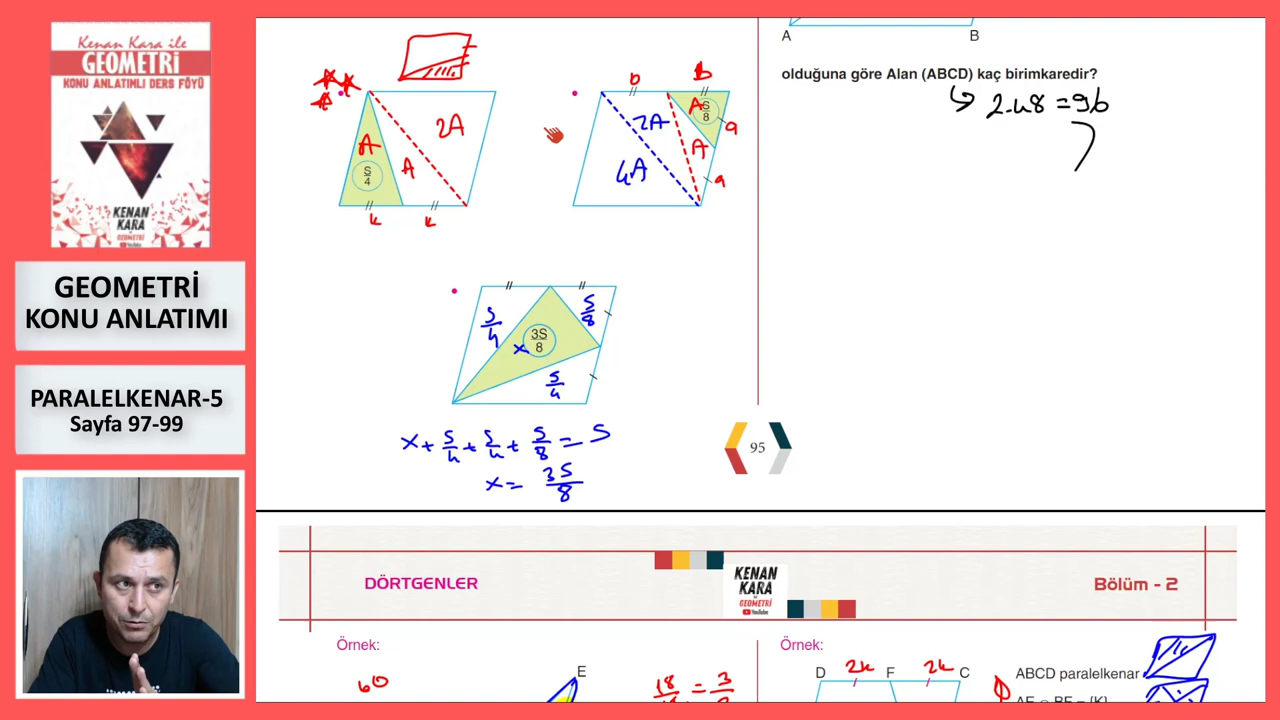 Kenan Kara ile
GEOMETRİ
KONU ANLATIMLI DERS FÖYÜ
KENAN
KARA
GEOMETRİ
YouTube
GEOMETRİ
KONU ANLATIMI
PARALELKENAR-5
Sayfa 97-99
A
S/4
A
2A
k
k
b
b
2A
A
S/8
a
A
4A
a
S/4
3S/8
x
S/8
S/4
x + S/4 + S/4 + S/8 = S
x = 3S/8
A
B
olduğuna göre Alan (ABCD) kaç birimkaredir?
2.48 = 96
95
DÖRTGENLER
KENAN
KARA
GEOMETRİ
YouTube
Bölüm - 2
Örnek:
60
E
18
= 3
Örnek:
D
2k
F
2k
C
ABCD paralelkenar